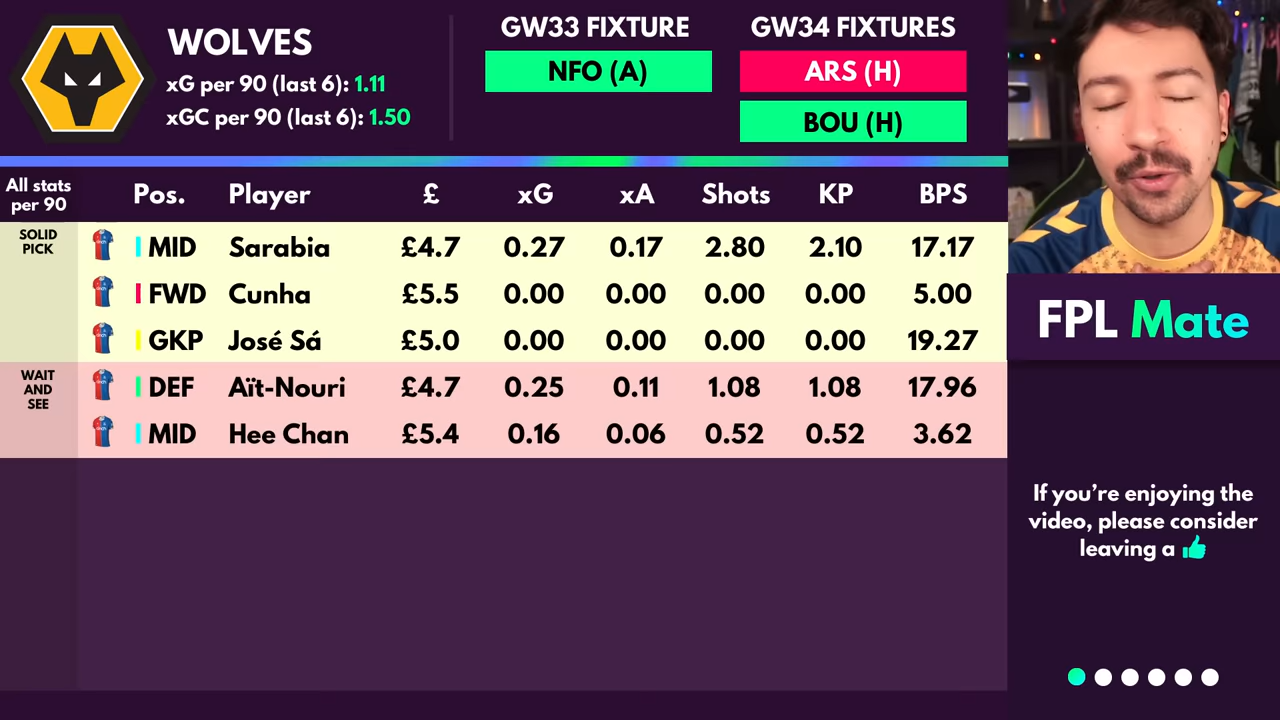 WOLVES
xG per 90 (last 6): 1.11
xGC per 90 (last 6): 1.50
GW33 FIXTURE
NFO (A)
GW34 FIXTURES
ARS (H)
BOU (H)
All stats
per 90
Pos. Player £ xG xA Shots KP BPS
SOLID
PICK
MID Sarabia £4.7 0.27 0.17 2.80 2.10 17.17
FWD Cunha £5.5 0.00 0.00 0.00 0.00 5.00
GKP José Sá £5.0 0.00 0.00 0.00 0.00 19.27
WAIT
AND
SEE
DEF Aït-Nouri £4.7 0.25 0.11 1.08 1.08 17.96
MID Hee Chan £5.4 0.16 0.06 0.52 0.52 3.62
FPL Mate
If you’re enjoying the
video, please consider
leaving a 👍